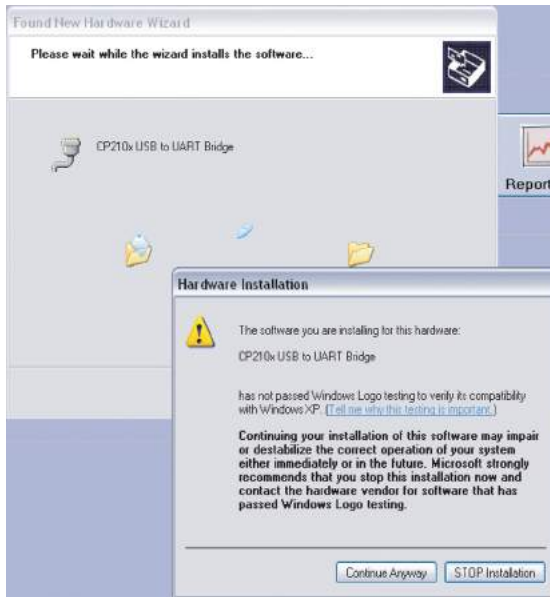 Found New Hardware Wizard
Please wait while the wizard installs the software...
CP210x USB to UART Bridge
Report
Hardware Installation
The software you are installing for this hardware:
CP210x USB to UART Bridge
has not passed Windows Logo testing to verify its compatibility
with Windows XP. (Tell me why this testing is important.)
Continuing your installation of this software may impair
or destabilize the correct operation of your system
either immediately or in the future. Microsoft strongly
recommends that you stop this installation now and
contact the hardware vendor for software that has
passed Windows Logo testing.
Continue Anyway
STOP Installation